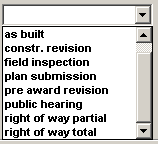 as built
constr. revision
field inspection
plan submission
pre award revision
public hearing
right of way partial
right of way total